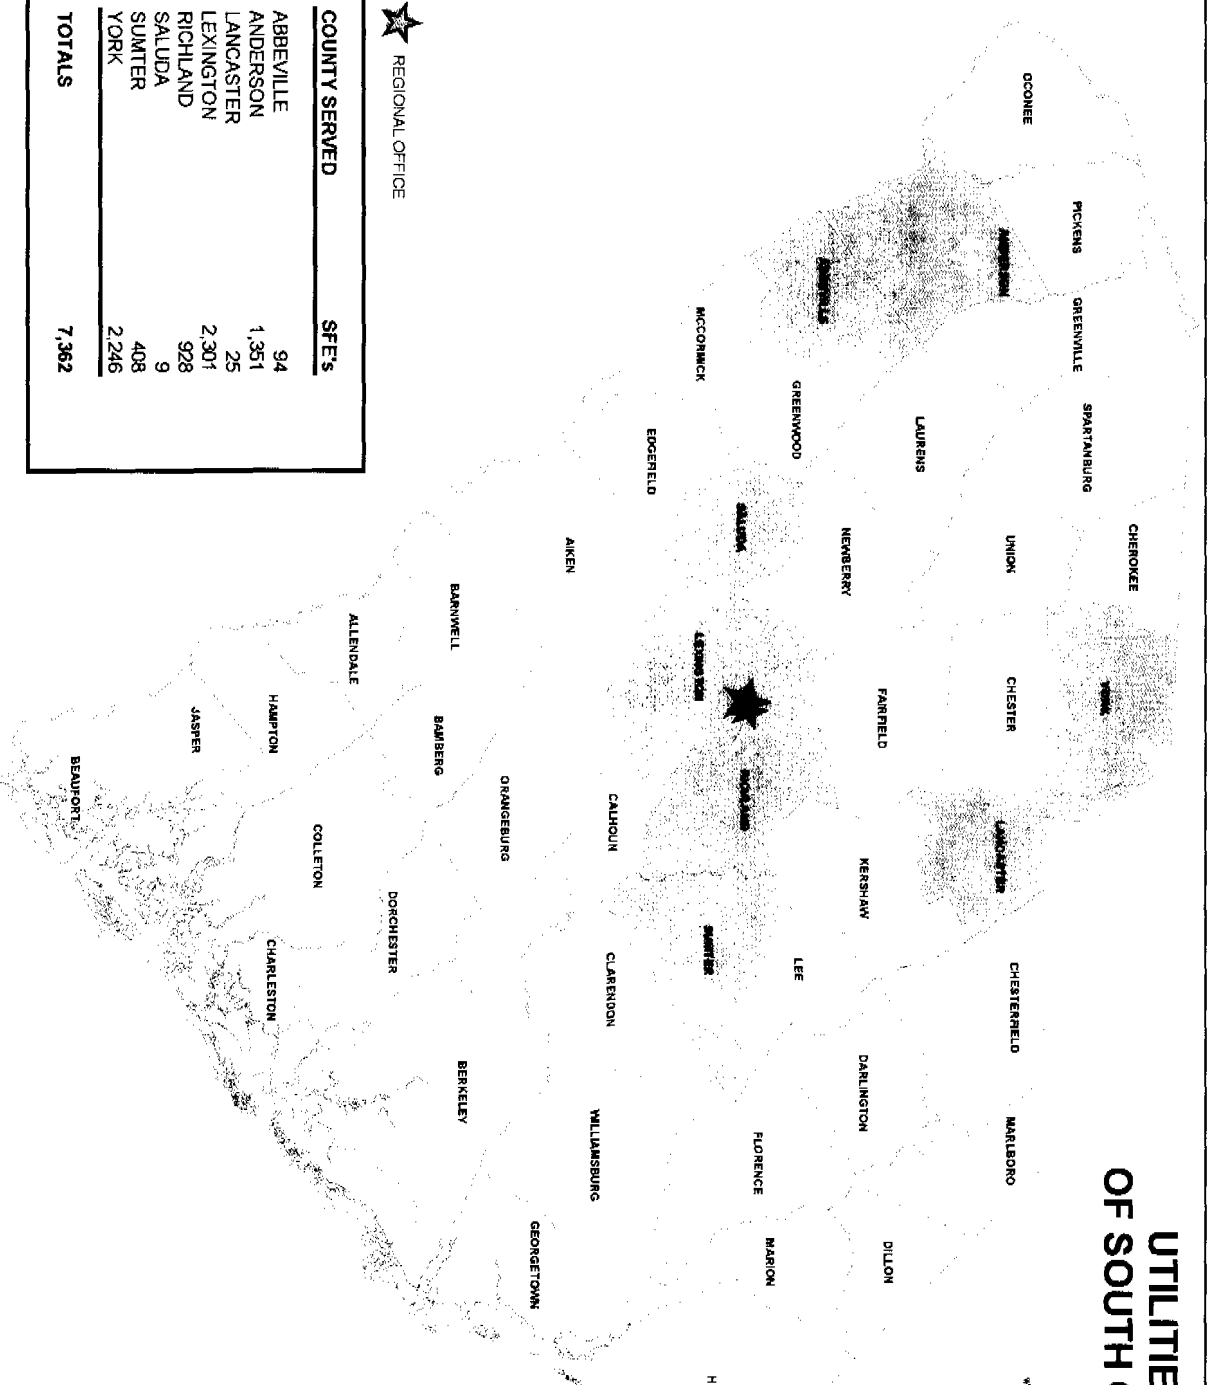 UTILITIE
OF SOUTH
OCONEE
PICKENS
GREENVILLE
SPARTANBURG
CHEROKEE
YORK
ANDERSON
ABBEVILLE
LAURENS
UNION
CHESTER
LANCASTER
CHESTERFIELD
MARLBORO
MCCORMICK
GREENWOOD
NEWBERRY
FAIRFIELD
KERSHAW
DARLINGTON
DILLON
EDGEFIELD
SALUDA
LEXINGTON
RICHLAND
LEE
SUMTER
FLORENCE
MARION
H
AIKEN
CALHOUN
CLARENDON
WILLIAMSBURG
GEORGETOWN
BARNWELL
ORANGEBURG
BAMBERG
ALLENDALE
DORCHESTER
BERKELEY
HAMPTON
COLLETON
CHARLESTON
JASPER
BEAUFORT
REGIONAL OFFICE
COUNTY SERVED SFE's
ABBEVILLE 94
ANDERSON 1,351
LANCASTER 25
LEXINGTON 2,301
RICHLAND 928
SALUDA 9
SUMTER 408
YORK 2,246
TOTALS 7,362